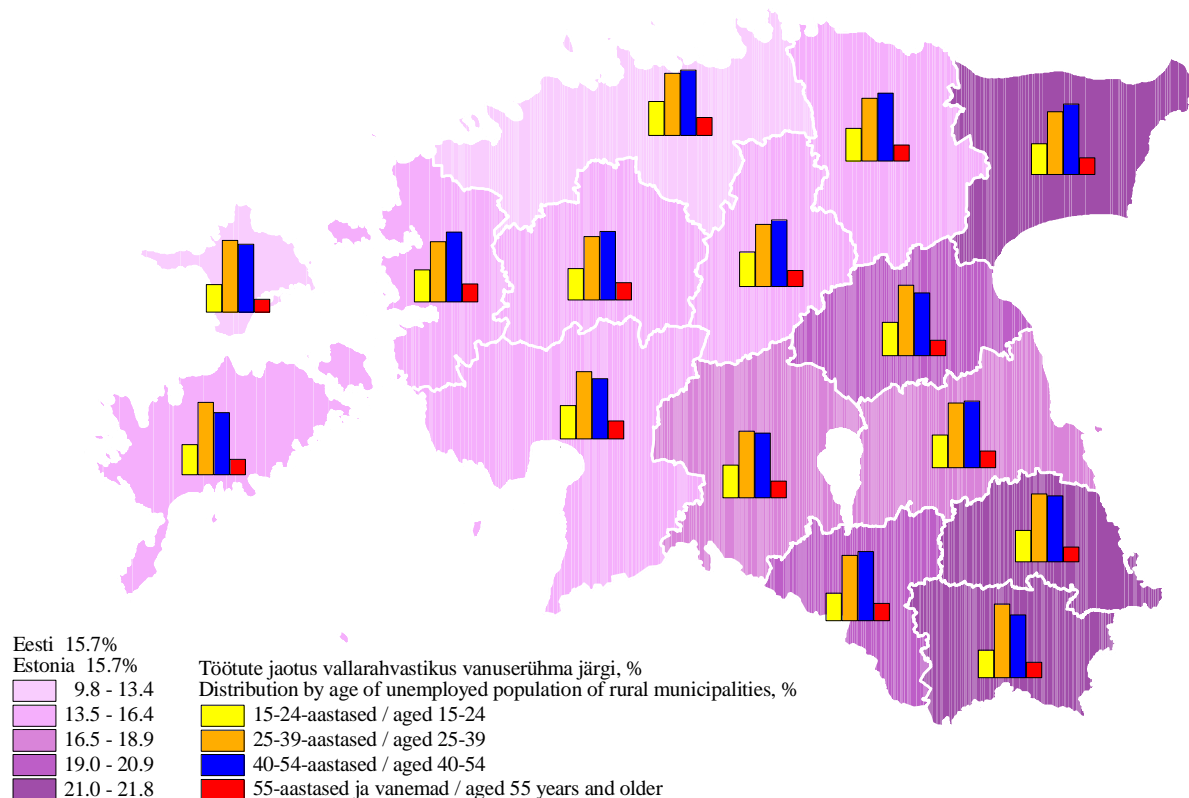 Eesti 15.7%
Estonia 15.7%
9.8 - 13.4
13.5 - 16.4
16.5 - 18.9
19.0 - 20.9
21.0 - 21.8
Töötute jaotus vallarahvastikus vanuserühma järgi, %
Distribution by age of unemployed population of rural municipalities, %
15-24-aastased / aged 15-24
25-39-aastased / aged 25-39
40-54-aastased / aged 40-54
55-aastased ja vanemad / aged 55 years and older